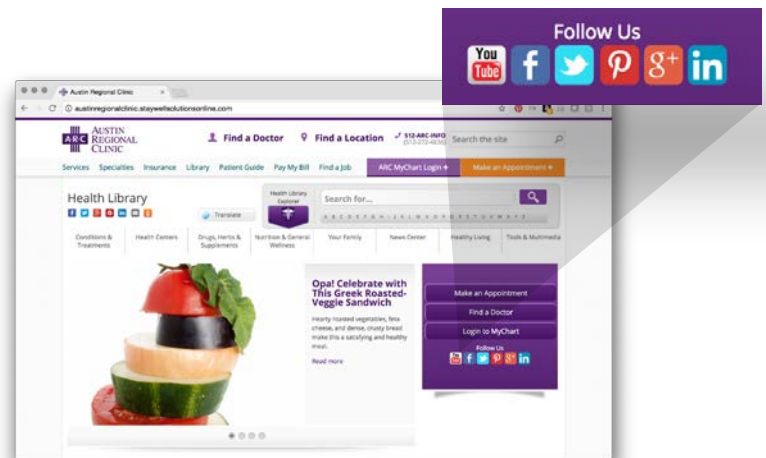 Follow Us
You
Tube
f
P
g+
in
Austin Regional Clinic
austinregionalclinic.staywellsolutionsonline.com
ARC
AUSTIN
REGIONAL
CLINIC
Find a Doctor
Find a Location
512-ARC-INFO
(512-272-4636)
Search the site
Services Specialties Insurance Library Patient Guide Pay My Bill Find a Job
ARC MyChart Login +
Make an Appointment +
Health Library
Translate
Health Library
Explorer
Search for...
A B C D E F G H I J K L M N O P Q R S T U V W X Y Z
Conditions &
Treatments
Health Centers
Drugs, Herbs &
Supplements
Nutrition & General
Wellness
Your Family
News Center
Healthy Living
Tools & Multimedia
Opa! Celebrate with
This Greek Roasted-
Veggie Sandwich
Hearty roasted vegetables, feta
cheese, and dense, crusty bread
make this a satisfying and healthy
meal.
Read more
Make an Appointment
Find a Doctor
Login to MyChart
Follow Us